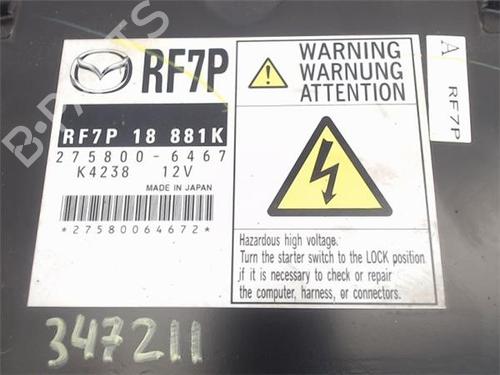 RF7P
RF7P 18 881K
275800-6467
K4238 12V
MADE IN JAPAN
*27580064672*
WARNING
WARNUNG
ATTENTION
Hazardous high voltage.
Turn the starter switch to the LOCK position
if it is necessary to check or repair
the computer, harness, or connectors.
A
RF7P
347211